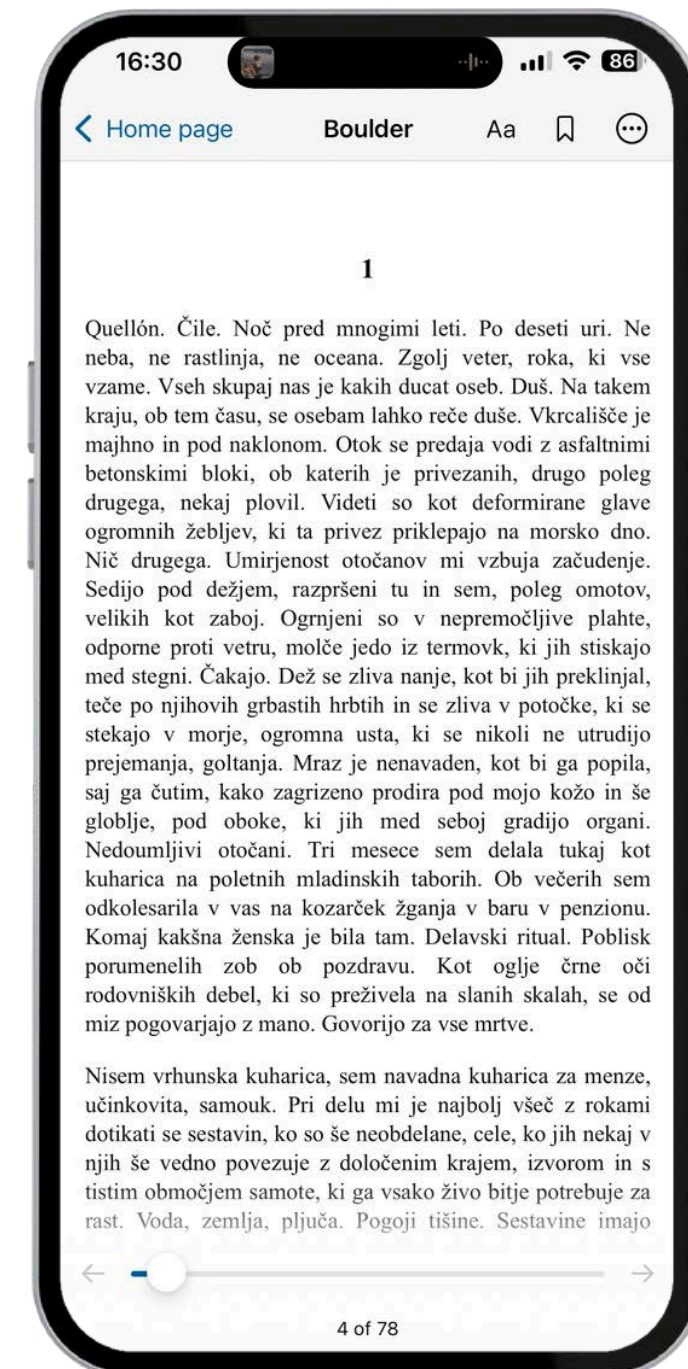 16:30
86
Home page
Boulder
Aa
1
Quellón. Čile. Noč pred mnogimi leti. Po deseti uri. Ne
neba, ne rastlinja, ne oceana. Zgolj veter, roka, ki vse
vzame. Vseh skupaj nas je kakih ducat oseb. Duš. Na takem
kraju, ob tem času, se osebam lahko reče duše. Vkrcališče je
majhno in pod naklonom. Otok se predaja vodi z asfaltnimi
betonskimi bloki, ob katerih je privezanih, drugo poleg
drugega, nekaj plovil. Videti so kot deformirane glave
ogromnih žebljev, ki ta privez priklepajo na morsko dno.
Nič drugega. Umirjenost otočanov mi vzbuja začudenje.
Sedijo pod dežjem, razpršeni tu in sem, poleg omotov,
velikih kot zaboj. Ogrnjeni so v nepremočljive plahte,
odporne proti vetru, molče jedo iz termovk, ki jih stiskajo
med stegni. Čakajo. Dež se zliva nanje, kot bi jih preklinjal,
teče po njihovih grbastih hrbtih in se zliva v potočke, ki se
stekajo v morje, ogromna usta, ki se nikoli ne utrudijo
prejemanja, goltanja. Mraz je nenavaden, kot bi ga popila,
saj ga čutim, kako zagrizeno prodira pod mojo kožo in še
globlje, pod oboke, ki jih med seboj gradijo organi.
Nedoumljivi otočani. Tri mesece sem delala tukaj kot
kuharica na poletnih mladinskih taborih. Ob večerih sem
odkolesarila v vas na kozarček žganja v baru v penzionu.
Komaj kakšna ženska je bila tam. Delavski ritual. Poblisk
porumenelih zob ob pozdravu. Kot oglje črne oči
rodovniških debel, ki so preživela na slanih skalah, se od
miz pogovarjajo z mano. Govorijo za vse mrtve.
Nisem vrhunska kuharica, sem navadna kuharica za menze,
učinkovita, samouk. Pri delu mi je najbolj všeč z rokami
dotikati se sestavin, ko so še neobdelane, cele, ko jih nekaj v
njih še vedno povezuje z določenim krajem, izvorom in s
tistim območjem samote, ki ga vsako živo bitje potrebuje za
rast. Voda, zemlja, pljuča. Pogoji tišine. Sestavine imajo
4 of 78